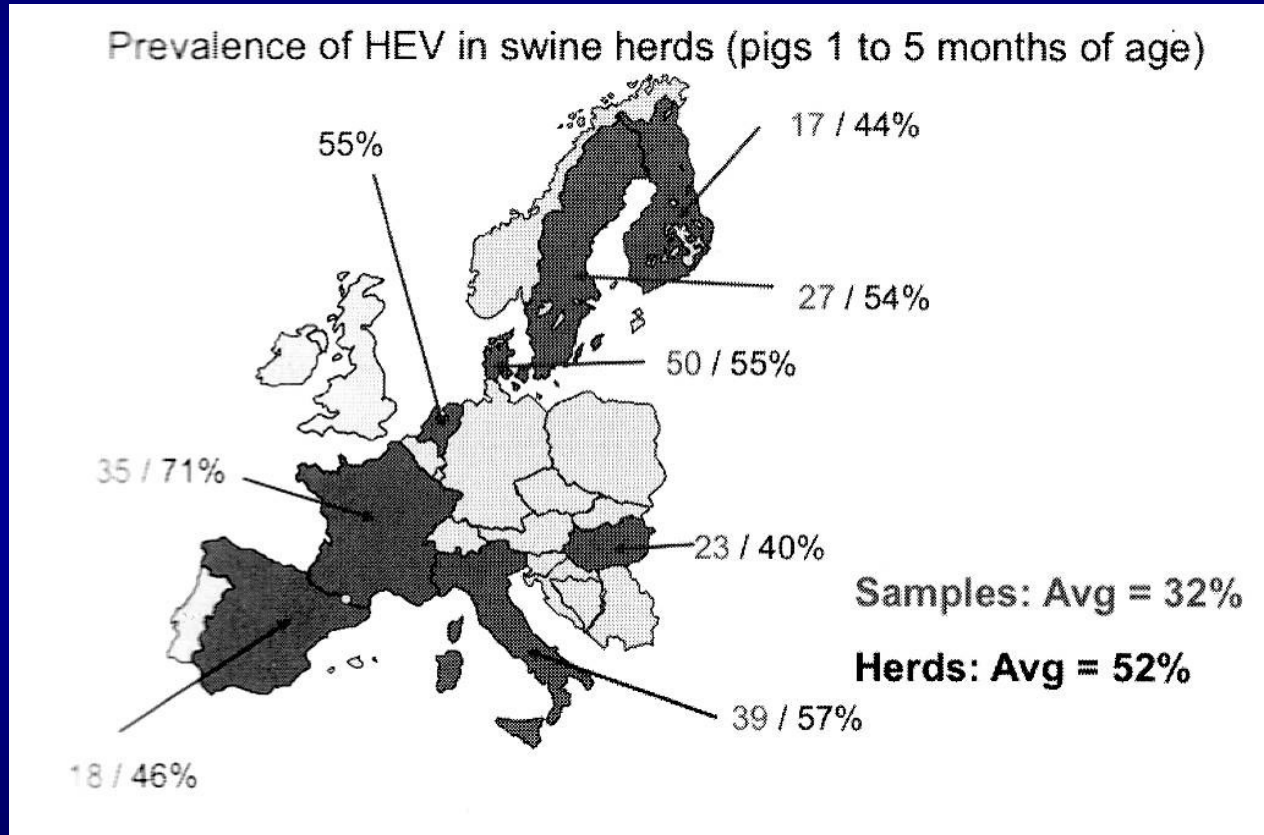 Prevalence of HEV in swine herds (pigs 1 to 5 months of age)
17 / 44%
55%
27 / 54%
50 / 55%
35 / 71%
23 / 40%
Samples: Avg = 32%
Herds: Avg = 52%
39 / 57%
18 / 46%